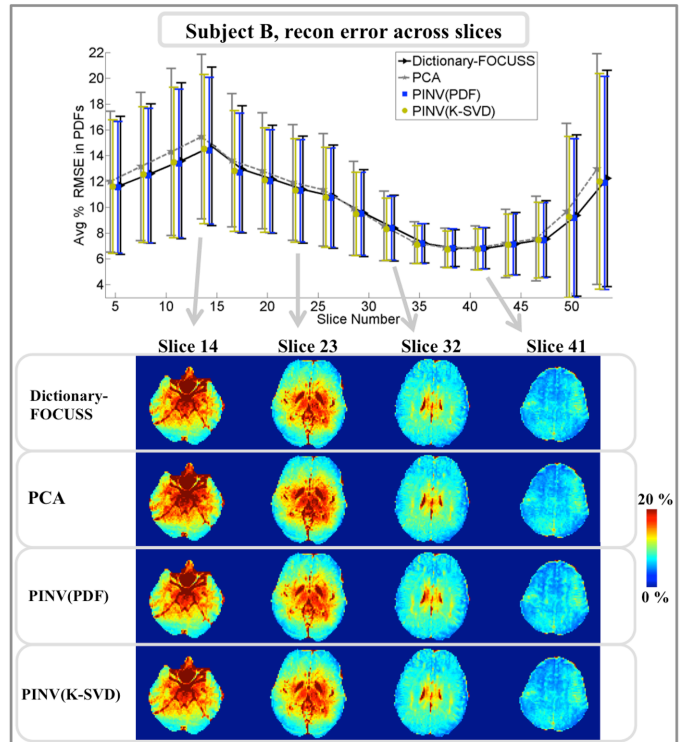 Subject B, recon error across slices
Avg % RMSE in PDFs
22
20
18
16
14
12
10
8
6
4
Dictionary-FOCUSS
PCA
PINV(PDF)
PINV(K-SVD)
5 10 15 20 25 30 35 40 45 50
Slice Number
Slice 14 Slice 23 Slice 32 Slice 41
Dictionary-
FOCUSS
PCA
PINV(PDF)
PINV(K-SVD)
20 %
0 %